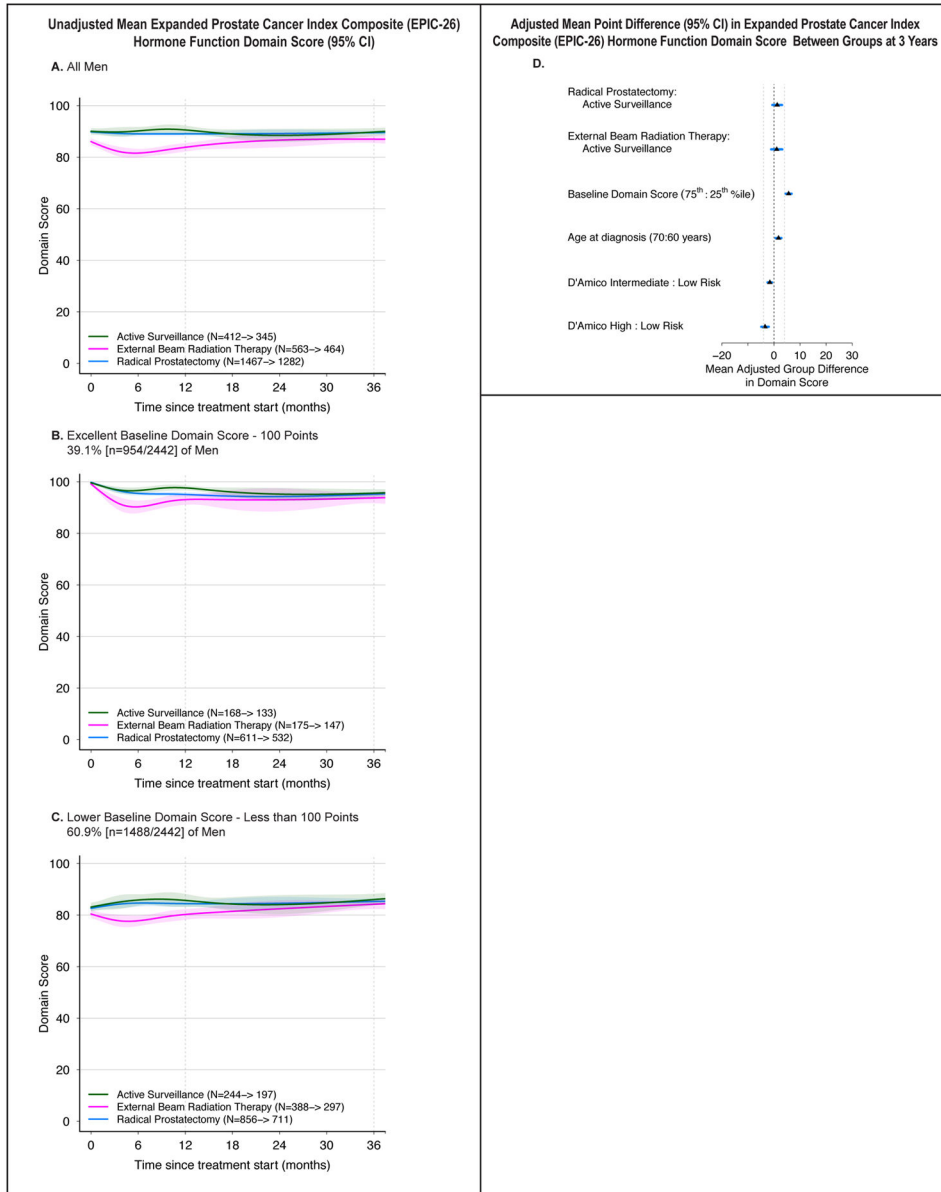 Unadjusted Mean Expanded Prostate Cancer Index Composite (EPIC-26)
Hormone Function Domain Score (95% CI)
A. All Men
100
80
60
40
20
0
Domain Score
Active Surveillance (N=412–> 345)
External Beam Radiation Therapy (N=563–> 464)
Radical Prostatectomy (N=1467–> 1282)
0 6 12 18 24 30 36
Time since treatment start (months)
B. Excellent Baseline Domain Score - 100 Points
39.1% [n=954/2442] of Men
100
80
60
40
20
0
Domain Score
Active Surveillance (N=168–> 133)
External Beam Radiation Therapy (N=175–> 147)
Radical Prostatectomy (N=611–> 532)
0 6 12 18 24 30 36
Time since treatment start (months)
C. Lower Baseline Domain Score - Less than 100 Points
60.9% [n=1488/2442] of Men
100
80
60
40
20
0
Domain Score
Active Surveillance (N=244–> 197)
External Beam Radiation Therapy (N=388–> 297)
Radical Prostatectomy (N=856–> 711)
0 6 12 18 24 30 36
Time since treatment start (months)
Adjusted Mean Point Difference (95% CI) in Expanded Prostate Cancer Index
Composite (EPIC-26) Hormone Function Domain Score Between Groups at 3 Years
D.
Radical Prostatectomy:
Active Surveillance
External Beam Radiation Therapy:
Active Surveillance
Baseline Domain Score (75th : 25th %ile)
Age at diagnosis (70:60 years)
D'Amico Intermediate : Low Risk
D'Amico High : Low Risk
−20 −10 0 10 20 30
Mean Adjusted Group Difference
in Domain Score